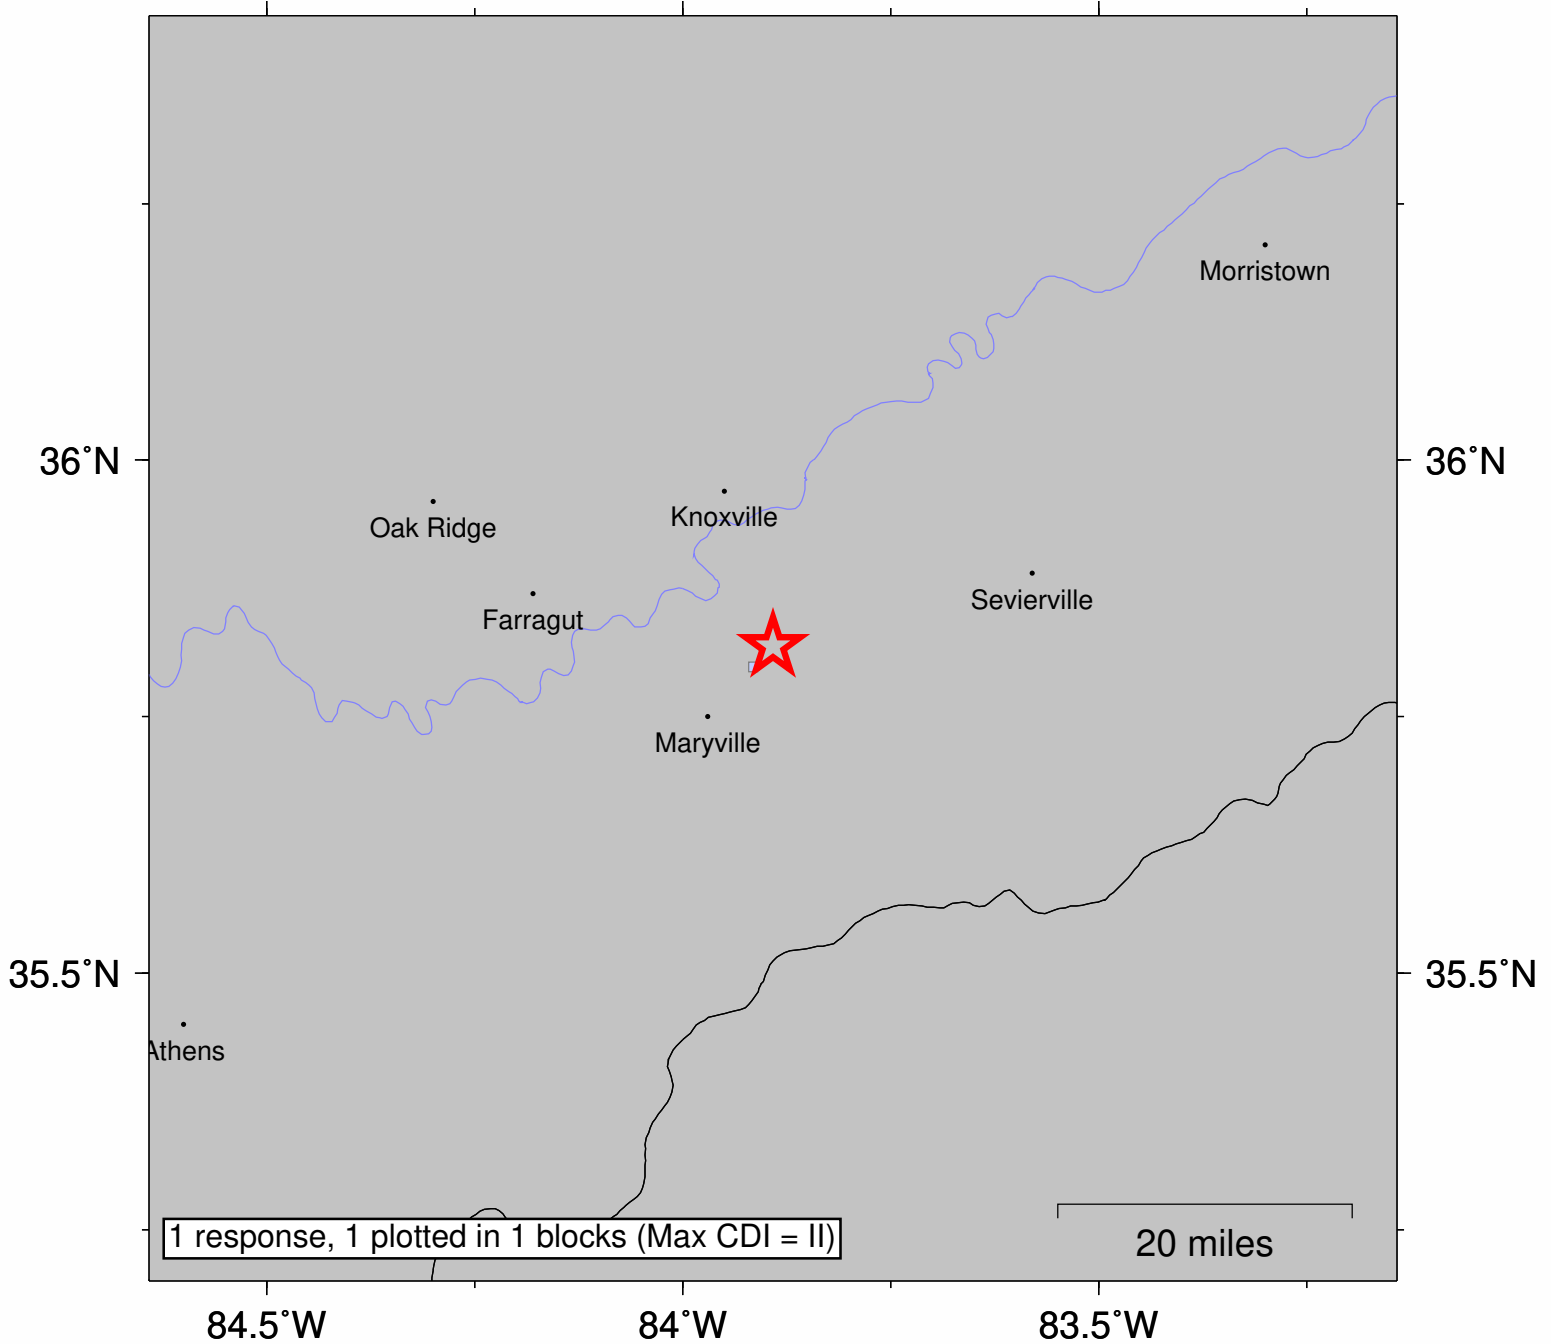 Morristown
36˚N
36˚N
Knoxville
Oak Ridge
Sevierville
Farragut
Maryville
35.5˚N
35.5˚N
Athens
1 response, 1 plotted in 1 blocks (Max CDI = II)
20 miles
84.5˚W
84˚W
83.5˚W